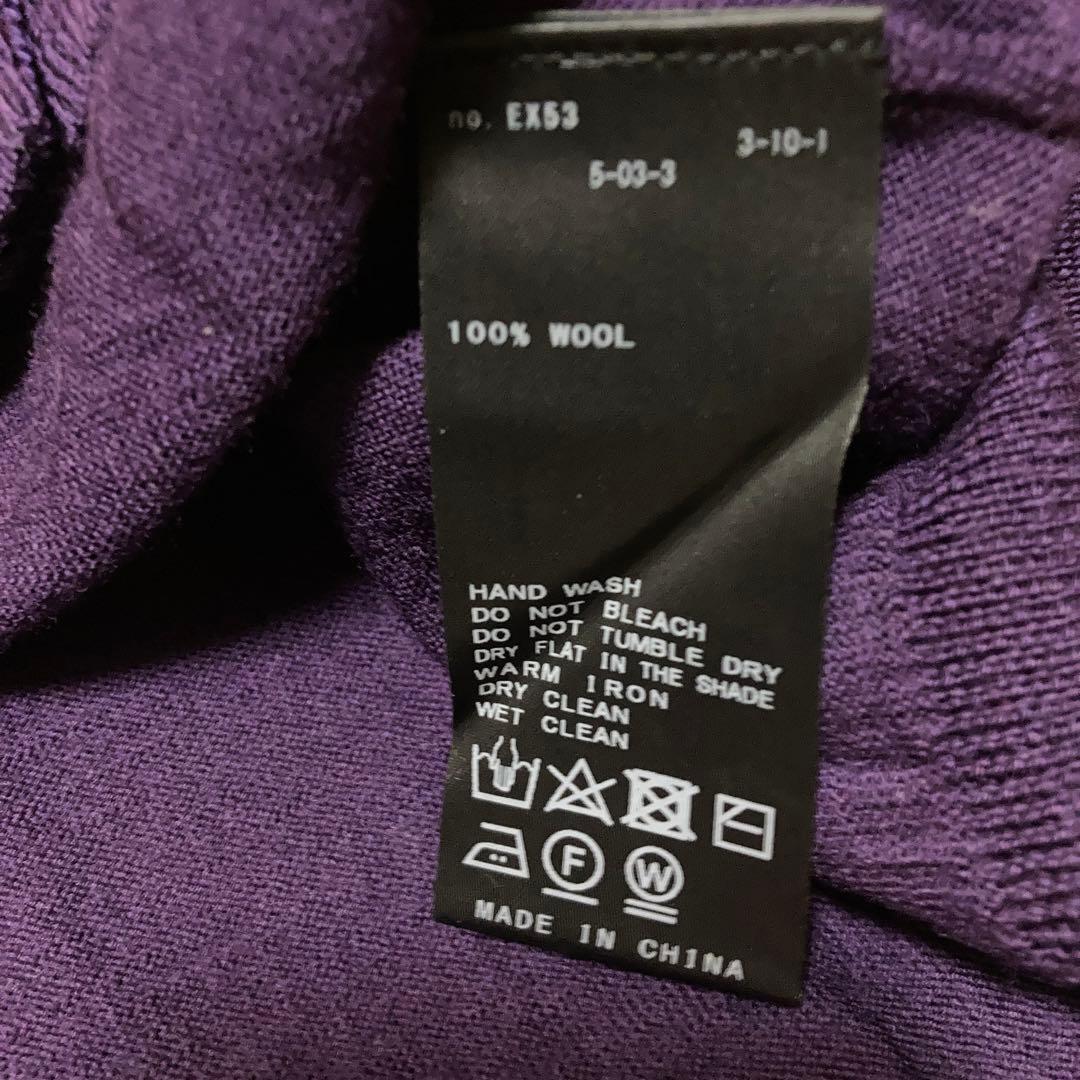 no. EX53
3-10-1
5-03-3
100% WOOL
HAND WASH
DO NOT BLEACH
DO NOT TUMBLE DRY
DRY FLAT IN THE SHADE
WARM IRON
DRY CLEAN
WET CLEAN
F W
MADE IN CHINA